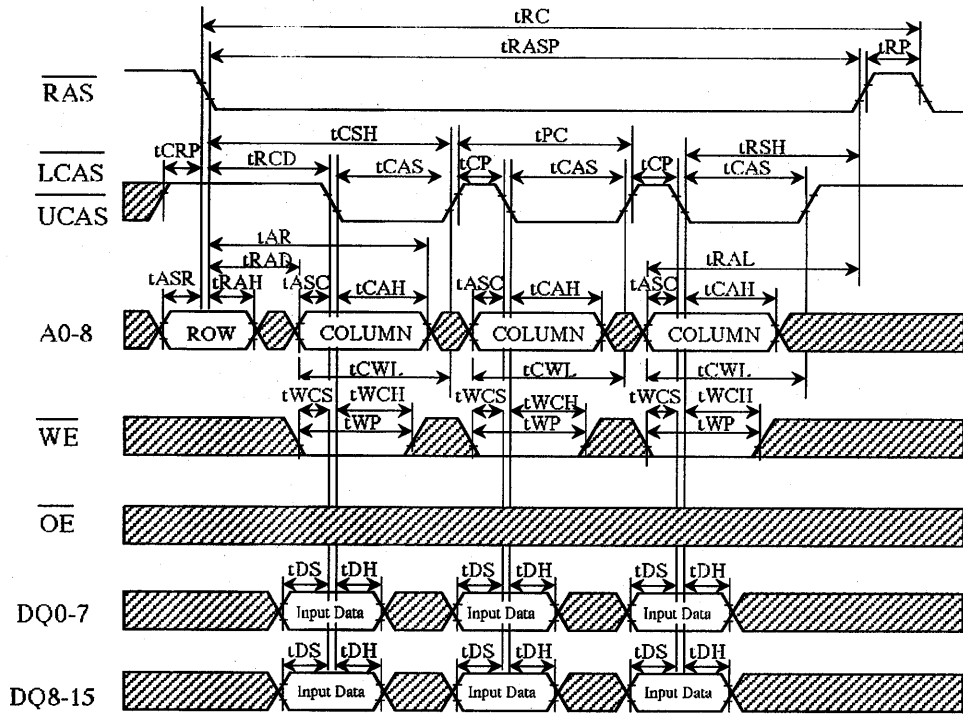 tRC
tRASP
tRP
RAS
tCSH
tPC
tCRP
tRCD
tCAS
tCP
tCAS
tCP
tRSH
tCAS
LCAS
UCAS
tAR
tRAD
tRAL
tASR
tRAH
tASC
tCAH
tASC
tCAH
tASC
tCAH
A0-8
ROW
COLUMN
COLUMN
COLUMN
tCWL
tCWL
tCWL
tWCS
tWCH
tWCS
tWCH
tWCS
tWCH
WE
tWP
tWP
tWP
OE
tDS
tDH
tDS
tDH
tDS
tDH
DQ0-7
Input Data
Input Data
Input Data
tDS
tDH
tDS
tDH
tDS
tDH
DQ8-15
Input Data
Input Data
Input Data